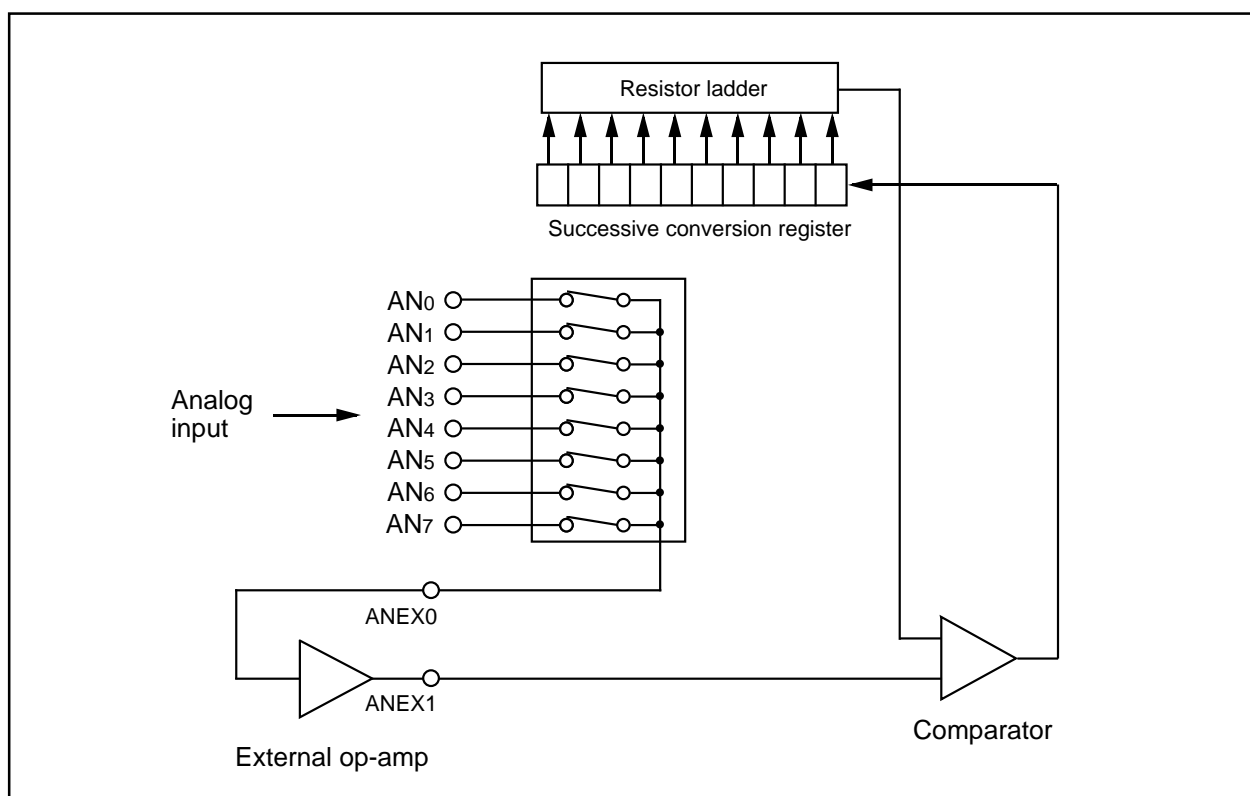 Resistor ladder
Successive conversion register
AN0
AN1
AN2
AN3
AN4
AN5
AN6
AN7
Analog
input
ANEX0
ANEX1
External op-amp
Comparator